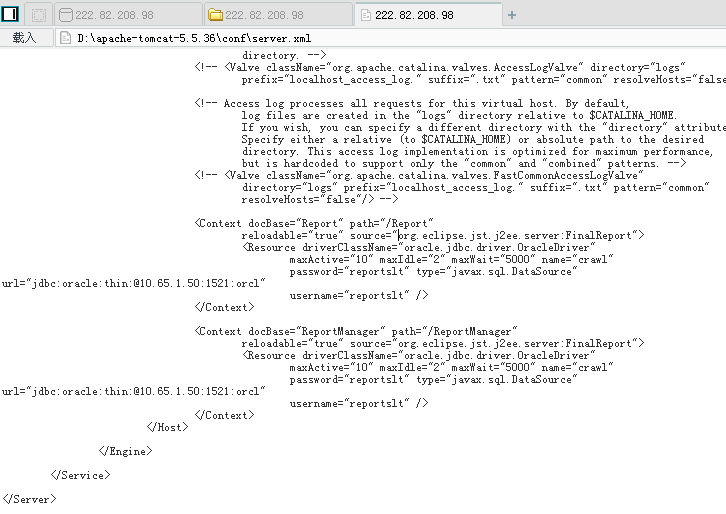 222.82.208.98
222.82.208.98
222.82.208.98
载入
D:\apache-tomcat-5.5.36\conf\server.xml
directory. -->
<!-- <Valve className="org.apache.catalina.valves.AccessLogValve" directory="logs"
prefix="localhost_access_log." suffix=".txt" pattern="common" resolveHosts="false
<!-- Access log processes all requests for this virtual host. By default,
log files are created in the "logs" directory relative to $CATALINA_HOME.
If you wish, you can specify a different directory with the "directory" attribute
Specify either a relative (to $CATALINA_HOME) or absolute path to the desired
directory. This access log implementation is optimized for maximum performance,
but is hardcoded to support only the "common" and "combined" patterns. -->
<!-- <Valve className="org.apache.catalina.valves.FastCommonAccessLogValve"
directory="logs" prefix="localhost_access_log." suffix=".txt" pattern="common"
resolveHosts="false"/> -->
<Context docBase="Report" path="/Report"
reloadable="true" source="org.eclipse.jst.j2ee.server:FinalReport">
<Resource driverClassName="oracle.jdbc.driver.OracleDriver"
maxActive="10" maxIdle="2" maxWait="5000" name="crawl"
password="reportslt" type="javax.sql.DataSource"
url="jdbc:oracle:thin:@10.65.1.50:1521:orcl"
username="reportslt" />
</Context>
<Context docBase="ReportManager" path="/ReportManager"
reloadable="true" source="org.eclipse.jst.j2ee.server:FinalReport">
<Resource driverClassName="oracle.jdbc.driver.OracleDriver"
maxActive="10" maxIdle="2" maxWait="5000" name="crawl"
password="reportslt" type="javax.sql.DataSource"
url="jdbc:oracle:thin:@10.65.1.50:1521:orcl"
username="reportslt" />
</Context>
</Host>
</Engine>
</Service>
</Server>